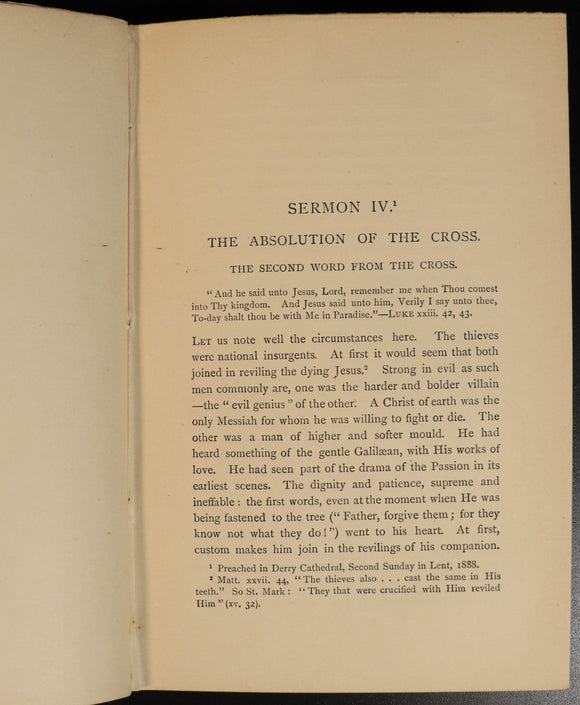 SERMON IV.¹
THE ABSOLUTION OF THE CROSS.
THE SECOND WORD FROM THE CROSS.
“And he said unto Jesus, Lord, remember me when Thou comest
into Thy kingdom. And Jesus said unto him, Verily I say unto thee,
To-day shalt thou be with Me in Paradise.”—LUKE xxiii. 42, 43.
LET us note well the circumstances here. The thieves
were national insurgents. At first it would seem that both
joined in reviling the dying Jesus.² Strong in evil as such
men commonly are, one was the harder and bolder villain
—the “evil genius” of the other. A Christ of earth was the
only Messiah for whom he was willing to fight or die. The
other was a man of higher and softer mould. He had
heard something of the gentle Galilæan, with His works of
love. He had seen part of the drama of the Passion in its
earliest scenes. The dignity and patience, supreme and
ineffable: the first words, even at the moment when He was
being fastened to the tree (“Father, forgive them; for they
know not what they do!”) went to his heart. At first,
custom makes him join in the revilings of his companion.
¹ Preached in Derry Cathedral, Second Sunday in Lent, 1888.
² Matt. xxvii. 44, “The thieves also . . . cast the same in His
teeth.” So St. Mark: “They that were crucified with Him reviled
Him” (xv. 32).